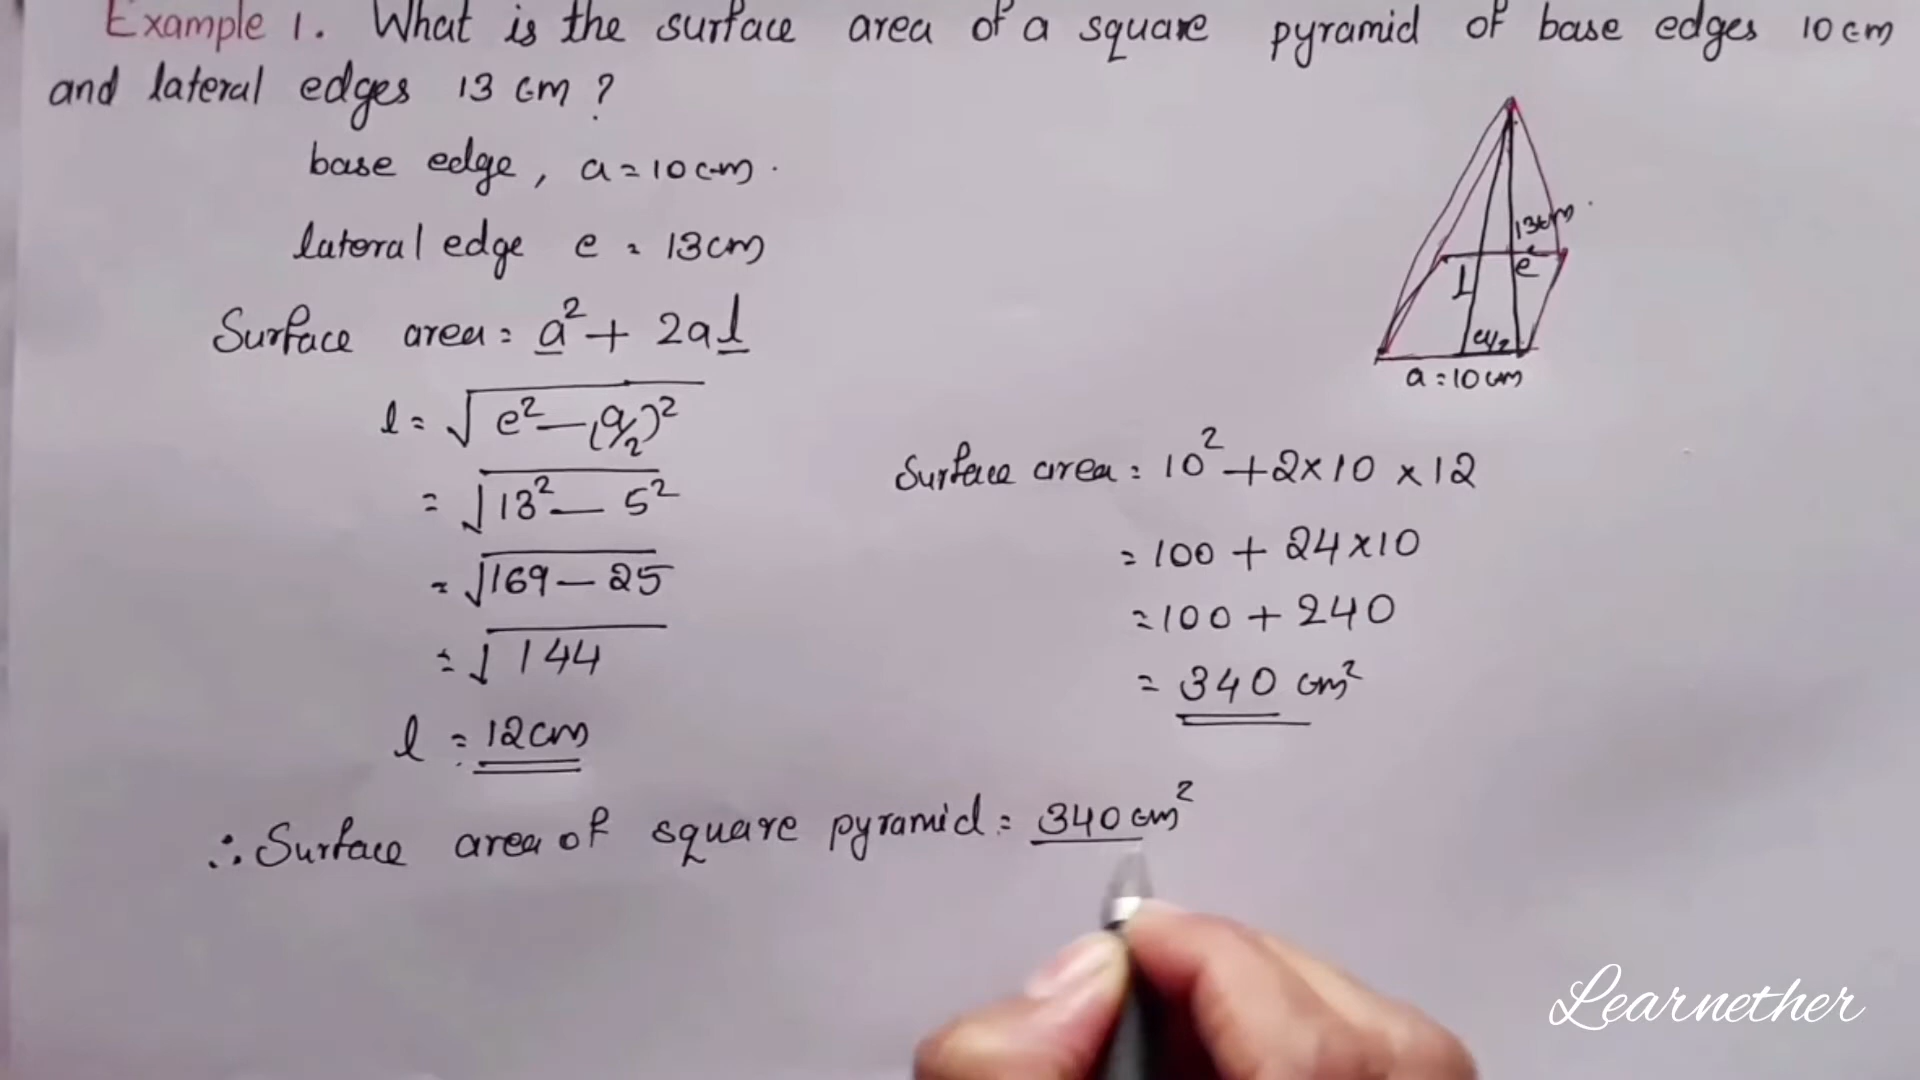 Example 1. What is the surface area of a square pyramid of base edges 10 cm
and lateral edges 13 cm ?
base edge, a = 10 cm.
lateral edge e = 13cm
Surface area = a² + 2al
l = √(e² — (a/2)²)
= √(13² — 5²)
= √(169 — 25)
= √144
l = 12cm
13cm
e
l
a/2
a = 10 cm
Surface area = 10² + 2 × 10 × 12
= 100 + 24 × 10
= 100 + 240
= 340 cm²
∴ Surface area of square pyramid = 340 cm²
Learnether